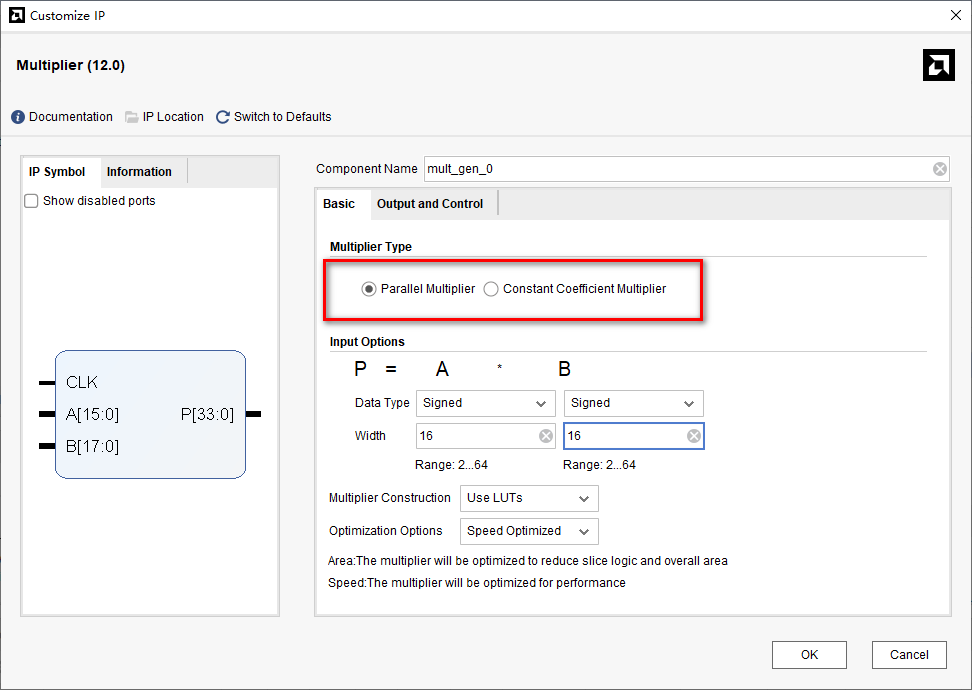 Customize IP
Multiplier (12.0)
Documentation IP Location Switch to Defaults
IP Symbol Information
Show disabled ports
CLK
A[15:0] P[33:0]
B[17:0]
Component Name mult_gen_0
Basic Output and Control
Multiplier Type
Parallel Multiplier Constant Coefficient Multiplier
Input Options
P = A * B
Data Type Signed Signed
Width 16 16
Range: 2...64 Range: 2...64
Multiplier Construction Use LUTs
Optimization Options Speed Optimized
Area:The multiplier will be optimized to reduce slice logic and overall area
Speed:The multiplier will be optimized for performance
OK Cancel